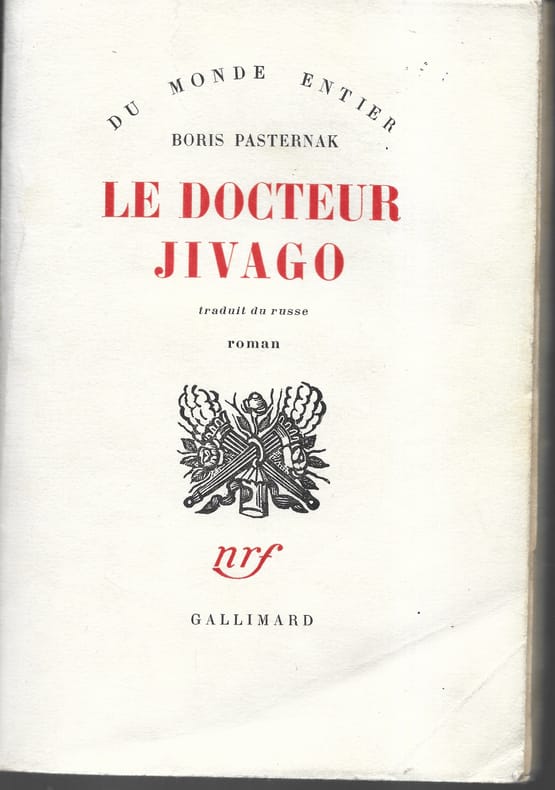 DU MONDE ENTIER
BORIS PASTERNAK
LE DOCTEUR
JIVAGO
traduit du russe
roman
nrf
GALLIMARD